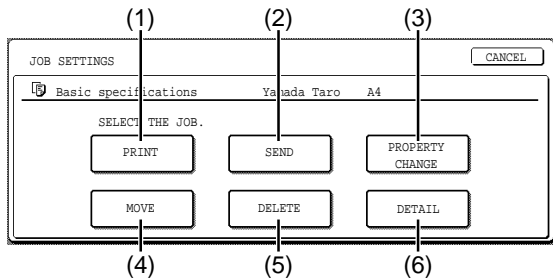 (1) (2) (3)
JOB SETTINGS CANCEL
Basic specifications Yamada Taro A4
SELECT THE JOB.
PRINT SEND PROPERTY
CHANGE
MOVE DELETE DETAIL
(4) (5) (6)